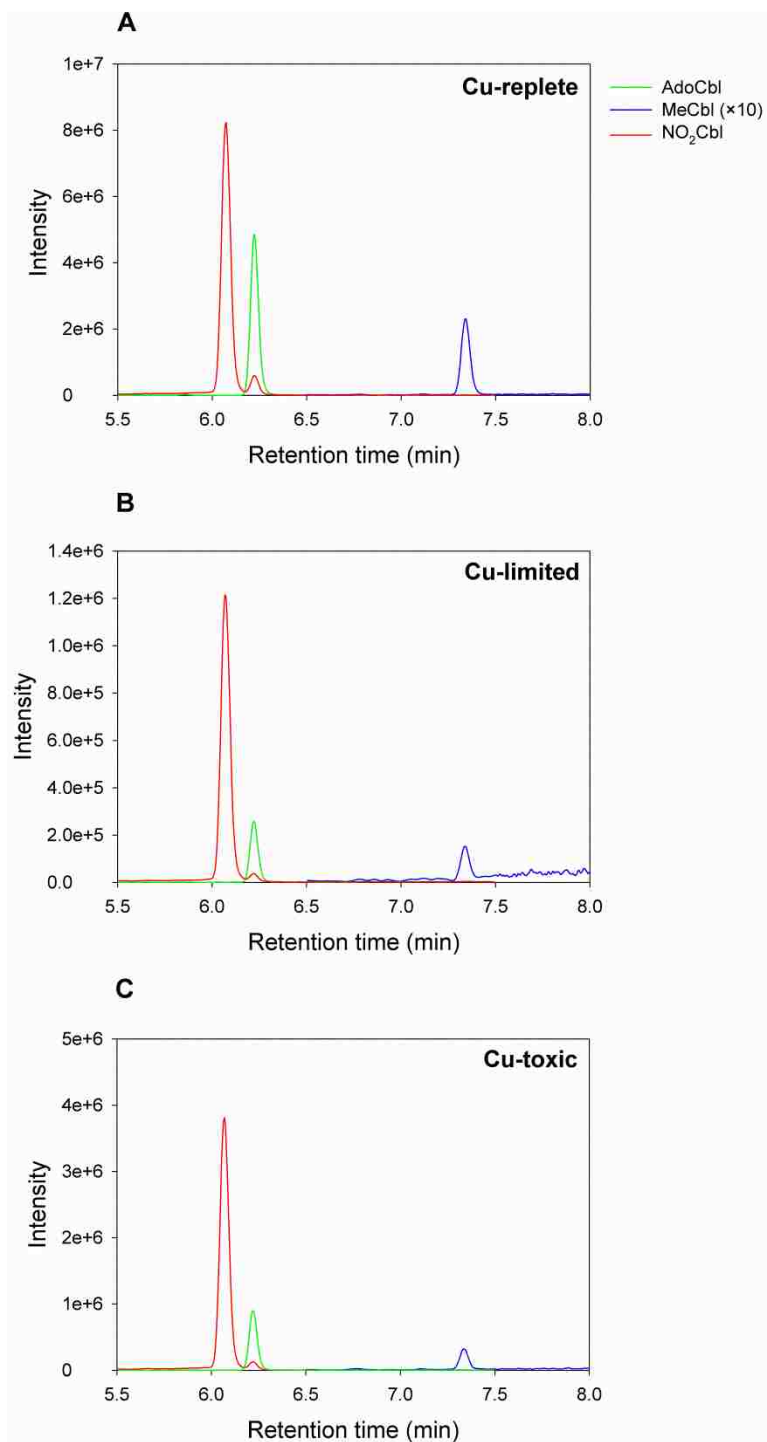 A
Cu-replete
AdoCbl
MeCbl (×10)
NO₂Cbl
1e+7
8e+6
6e+6
4e+6
2e+6
0
Intensity
5.5 6.0 6.5 7.0 7.5 8.0
Retention time (min)
B
Cu-limited
1.4e+6
1.2e+6
1.0e+6
8.0e+5
6.0e+5
4.0e+5
2.0e+5
0.0
Intensity
5.5 6.0 6.5 7.0 7.5 8.0
Retention time (min)
C
Cu-toxic
5e+6
4e+6
3e+6
2e+6
1e+6
0
Intensity
5.5 6.0 6.5 7.0 7.5 8.0
Retention time (min)